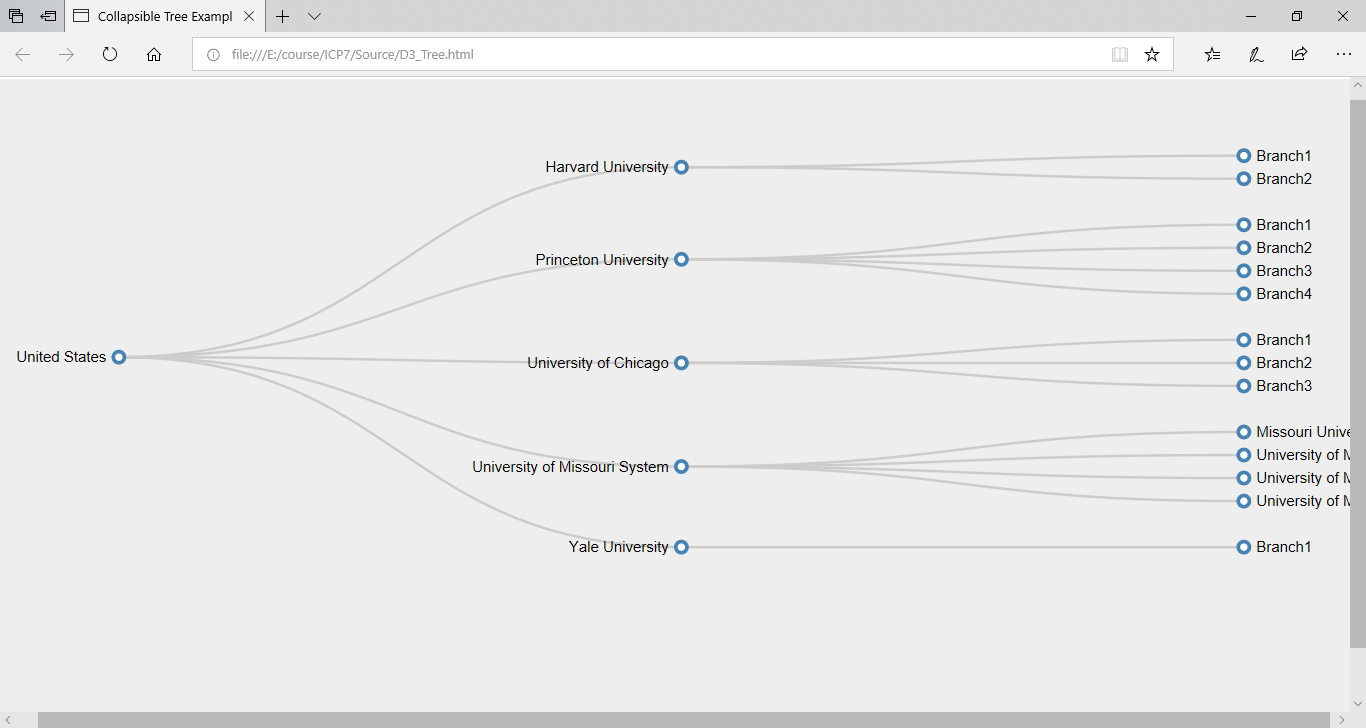 Collapsible Tree Exampl
file:///E:/course/ICP7/Source/D3_Tree.html
United States
Harvard University
Branch1
Branch2
Princeton University
Branch1
Branch2
Branch3
Branch4
University of Chicago
Branch1
Branch2
Branch3
University of Missouri System
Missouri Unive
University of M
University of M
University of M
Yale University
Branch1